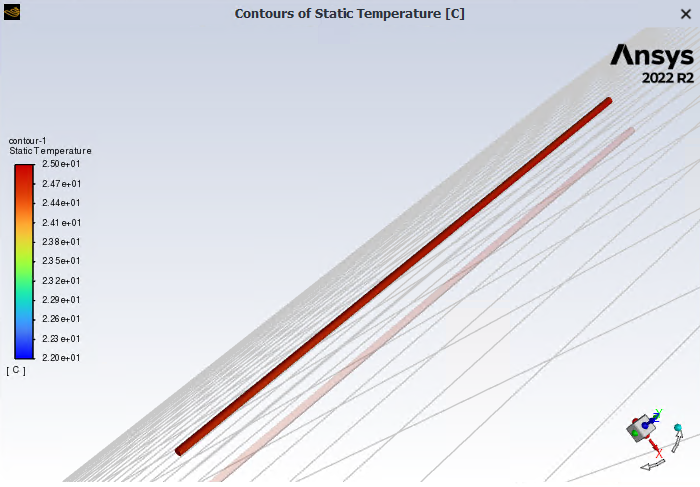 Contours of Static Temperature [C]
Ansys
2022 R2
contour-1
Static Temperature
2.50e+01
2.47e+01
2.44e+01
2.41e+01
2.38e+01
2.35e+01
2.32e+01
2.29e+01
2.26e+01
2.23e+01
2.20e+01
[ C ]
Y
X